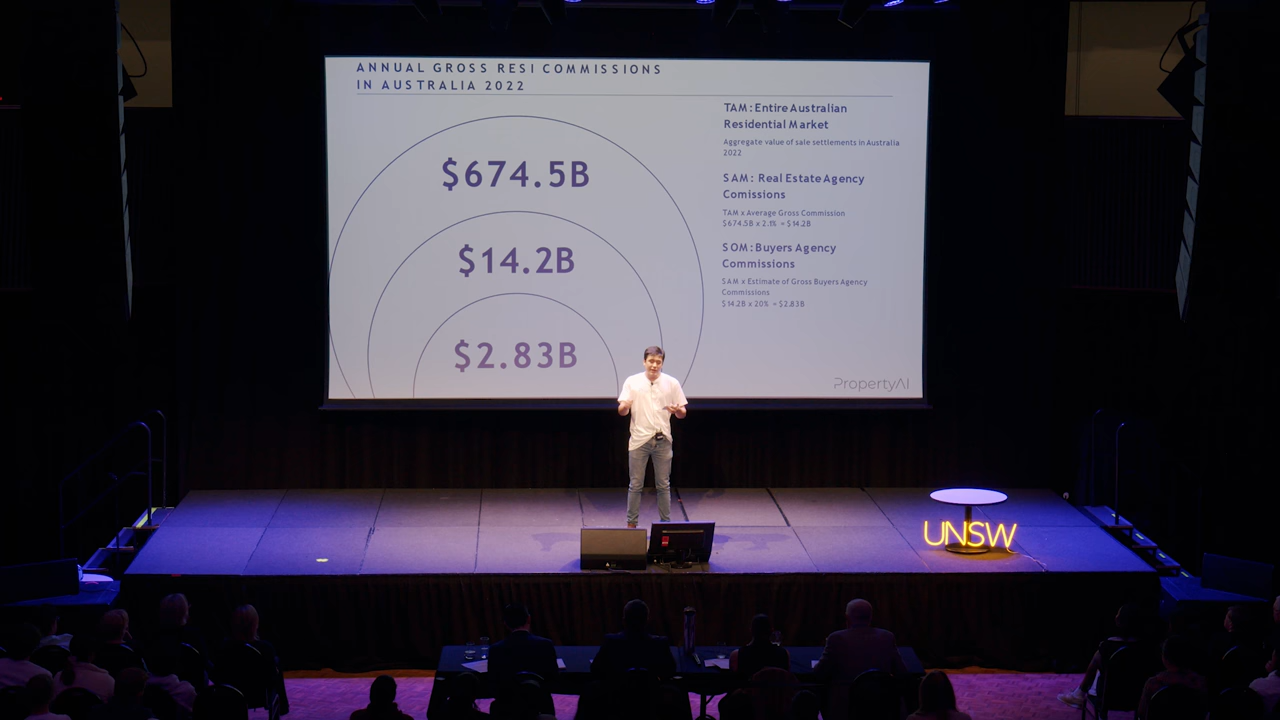 ANNUAL GROSS RESI COMMISSIONS
IN AUSTRALIA 2022
$674.5B
$14.2B
$2.83B
TAM: Entire Australian
Residential Market
Aggregate value of sale settlements in Australia
2022
SAM: Real Estate Agency
Comissions
TAM x Average Gross Commission
$674.5B x 2.1% = $14.2B
SOM: Buyers Agency
Commissions
SAM x Estimate of Gross Buyers Agency
Commissions
$14.2B x 20% = $2.83B
PropertyAI
UNSW